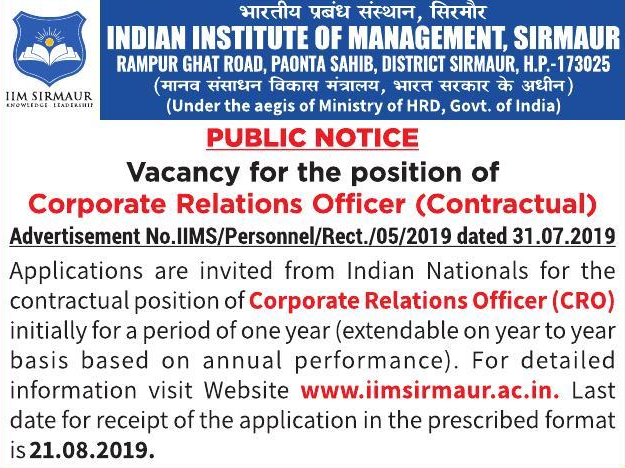 भारतीय प्रबंध संस्थान, सिरमौर
INDIAN INSTITUTE OF MANAGEMENT, SIRMAUR
RAMPUR GHAT ROAD, PAONTA SAHIB, DISTRICT SIRMAUR, H.P.-173025
(मानव संसाधन विकास मंत्रालय, भारत सरकार के अधीन)
(Under the aegis of Ministry of HRD, Govt. of India)
IIM SIRMAUR
KNOWLEDGE · LEADERSHIP
PUBLIC NOTICE
Vacancy for the position of
Corporate Relations Officer (Contractual)
Advertisement No.IIMS/Personnel/Rect./05/2019 dated 31.07.2019
Applications are invited from Indian Nationals for the
contractual position of Corporate Relations Officer (CRO)
initially for a period of one year (extendable on year to year
basis based on annual performance). For detailed
information visit Website www.iimsirmaur.ac.in. Last
date for receipt of the application in the prescribed format
is 21.08.2019.